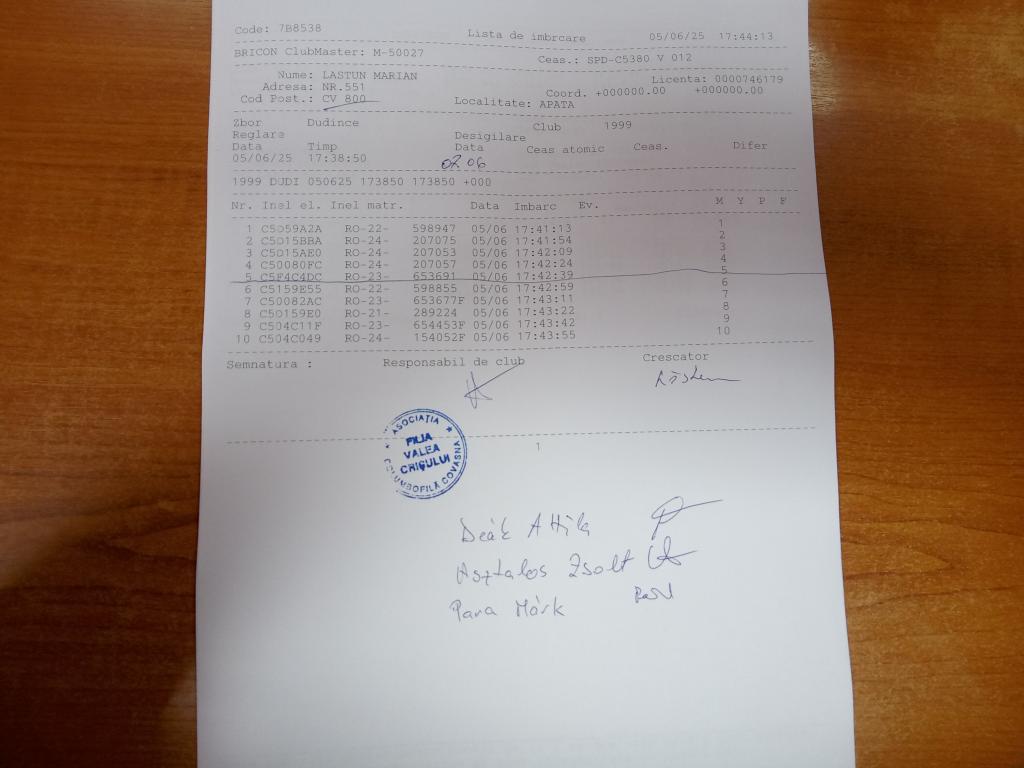 Code: 7B8538 Lista de imbrcare 05/06/25 17:44:13
BRICON ClubMaster: M-50027 Ceas.: SPD-C5380 V 012
Nume: LASTUN MARIAN Licenta: 0000746179
Adresa: NR.551 Coord. +000000.00 +000000.00
Cod Post.: CV 800 Localitate: APATA
Zbor Dudince Club 1999
Reglare Desigilare
Data Timp Data Ceas atomic Ceas. Difer
05/06/25 17:38:50 07.06
1999 DUDI 050625 173850 173850 +000
Nr. Inel el. Inel matr. Data Imbarc Ev. M Y P F
1 C5059A2A RO-22- 598947 05/06 17:41:13 1
2 C5015BBA RO-24- 207075 05/06 17:41:54 2
3 C5015AE0 RO-24- 207053 05/06 17:42:09 3
4 C50080FC RO-24- 207057 05/06 17:42:24 4
5 C5F4C4DC RO-23- 653691 05/06 17:42:39 5
6 C5159E55 RO-22- 598855 05/06 17:42:59 6
7 C50082AC RO-23- 653677F 05/06 17:43:11 7
8 C50159E0 RO-21- 289224 05/06 17:43:22 8
9 C504C11F RO-23- 654453F 05/06 17:43:42 9
10 C504C049 RO-24- 154052F 05/06 17:43:55 10
Semnatura : Responsabil de club Crescator
ASOCIAȚIA
FILIA
VALEA
CRIȘULUI
COLUMBOFILĂ COVASNA
1
Deák Attila
Asztalos Zsolt
Para Márk